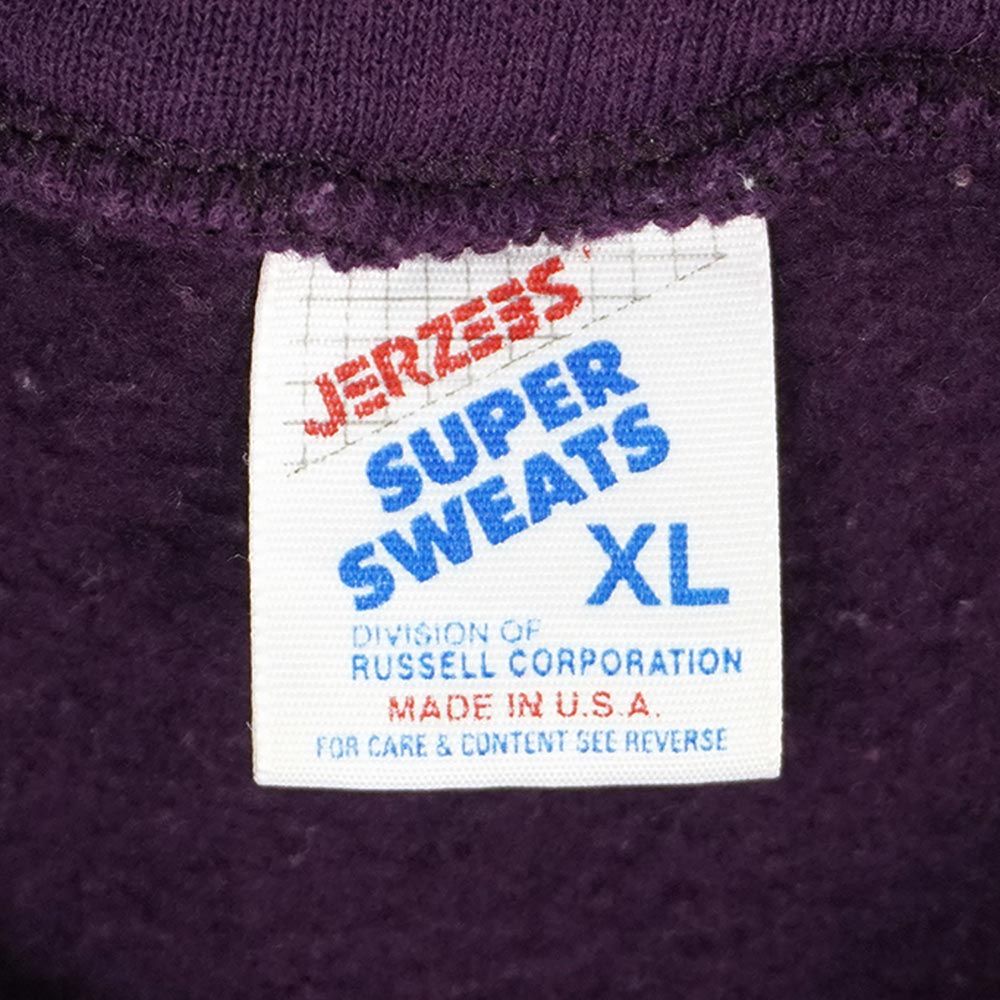 JERZEES
SUPER
SWEATS
XL
DIVISION OF
RUSSELL CORPORATION
MADE IN U.S.A.
FOR CARE & CONTENT SEE REVERSE